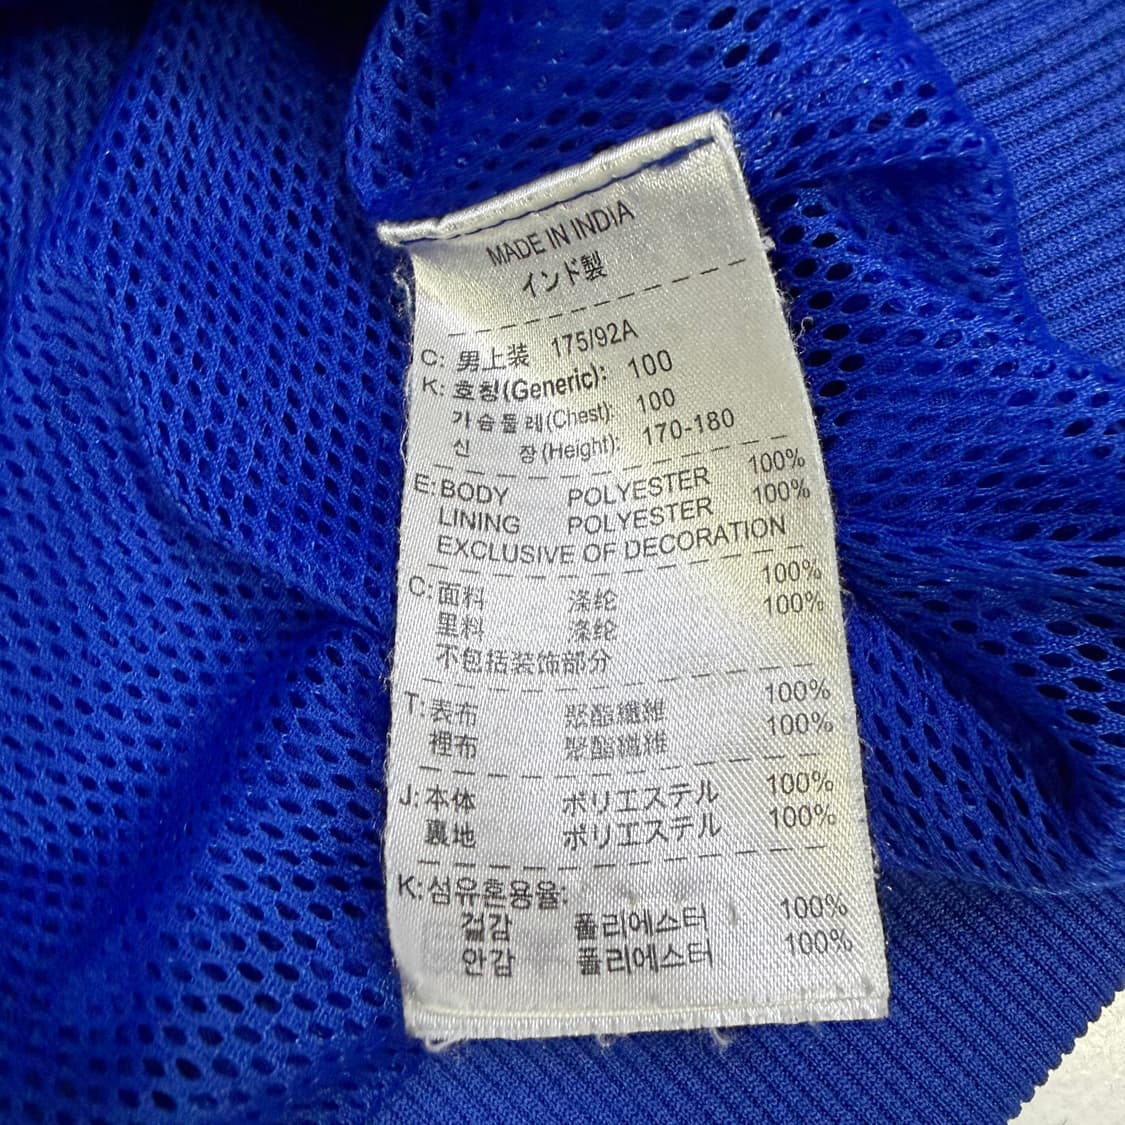 MADE IN INDIA
インド製
C: 男上装 175/92A
K: 호칭(Generic): 100
가슴둘레(Chest): 100
신 장(Height): 170-180
E: BODY POLYESTER 100%
LINING POLYESTER 100%
EXCLUSIVE OF DECORATION
C: 面料 涤纶 100%
里料 涤纶 100%
不包括装饰部分
T: 表布 聚酯纖維 100%
裡布 聚酯纖維 100%
J: 本体 ポリエステル 100%
裏地 ポリエステル 100%
K: 섬유혼용율:
겉감 폴리에스터 100%
안감 폴리에스터 100%